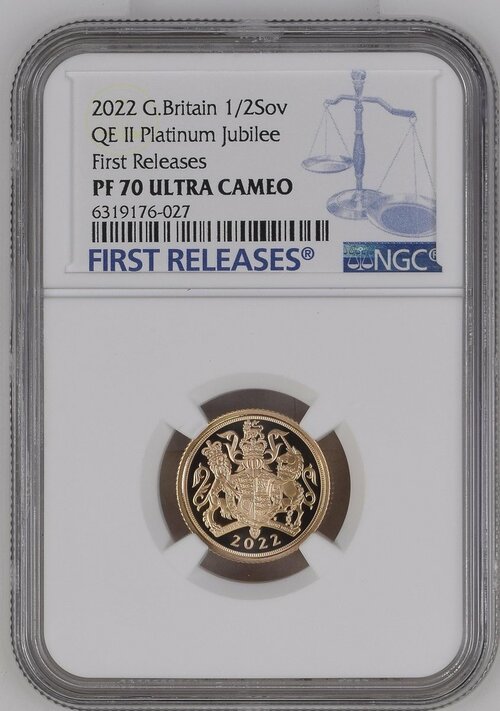 2022 G.Britain 1/2Sov
QE II Platinum Jubilee
First Releases
PF 70 ULTRA CAMEO
6319176-027
FIRST RELEASES®
NGC®
2022